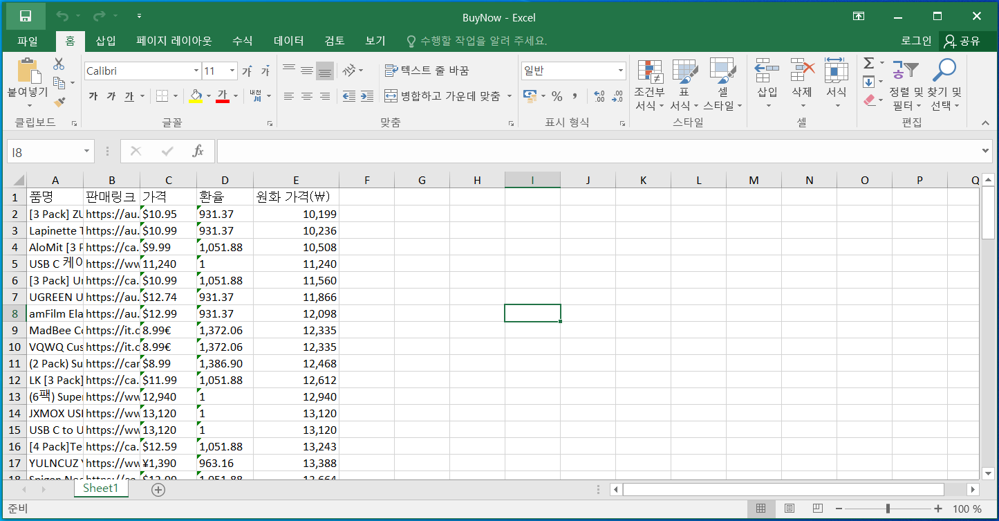 BuyNow - Excel
파일 홈 삽입 페이지 레이아웃 수식 데이터 검토 보기 수행할 작업을 알려 주세요. 로그인 공유
붙여넣기 Calibri 11 가 가 텍스트 줄 바꿈 일반 조건부 서식 표 서식 셀 스타일 삽입 삭제 서식 정렬 및 필터 찾기 및 선택
가 가 가 가 내천 병합하고 가운데 맞춤 % ,
클립보드 글꼴 맞춤 표시 형식 스타일 셀 편집
I8 fx
A B C D E F G H I J K L M N O P Q
1 품명 판매링크 가격 환율 원화 가격(₩)
2 [3 Pack] ZU https://au. $10.95 931.37 10,199
3 Lapinette T https://au. $10.99 931.37 10,236
4 AloMit [3 P https://ca. $9.99 1,051.88 10,508
5 USB C 케이 https://ww 11,240 1 11,240
6 [3 Pack] Un https://ca. $10.99 1,051.88 11,560
7 UGREEN U https://au. $12.74 931.37 11,866
8 amFilm Ela https://au. $12.99 931.37 12,098
9 MadBee Co https://it.c 8.99€ 1,372.06 12,335
10 VQWQ Cus https://it.c 8.99€ 1,372.06 12,335
11 (2 Pack) Su https://car $8.99 1,386.90 12,468
12 LK [3 Pack] https://ca. $11.99 1,051.88 12,612
13 (6팩) Super https://ww 12,940 1 12,940
14 JXMOX USI https://ww 13,120 1 13,120
15 USB C to U https://ww 13,120 1 13,120
16 [4 Pack]Te https://ca. $12.59 1,051.88 13,243
17 YULNCUZ Y https://ww ¥1,390 963.16 13,388
18 Spigen Neo https://ca. $12.99 1,051.88 13,664
Sheet1
준비 100 %